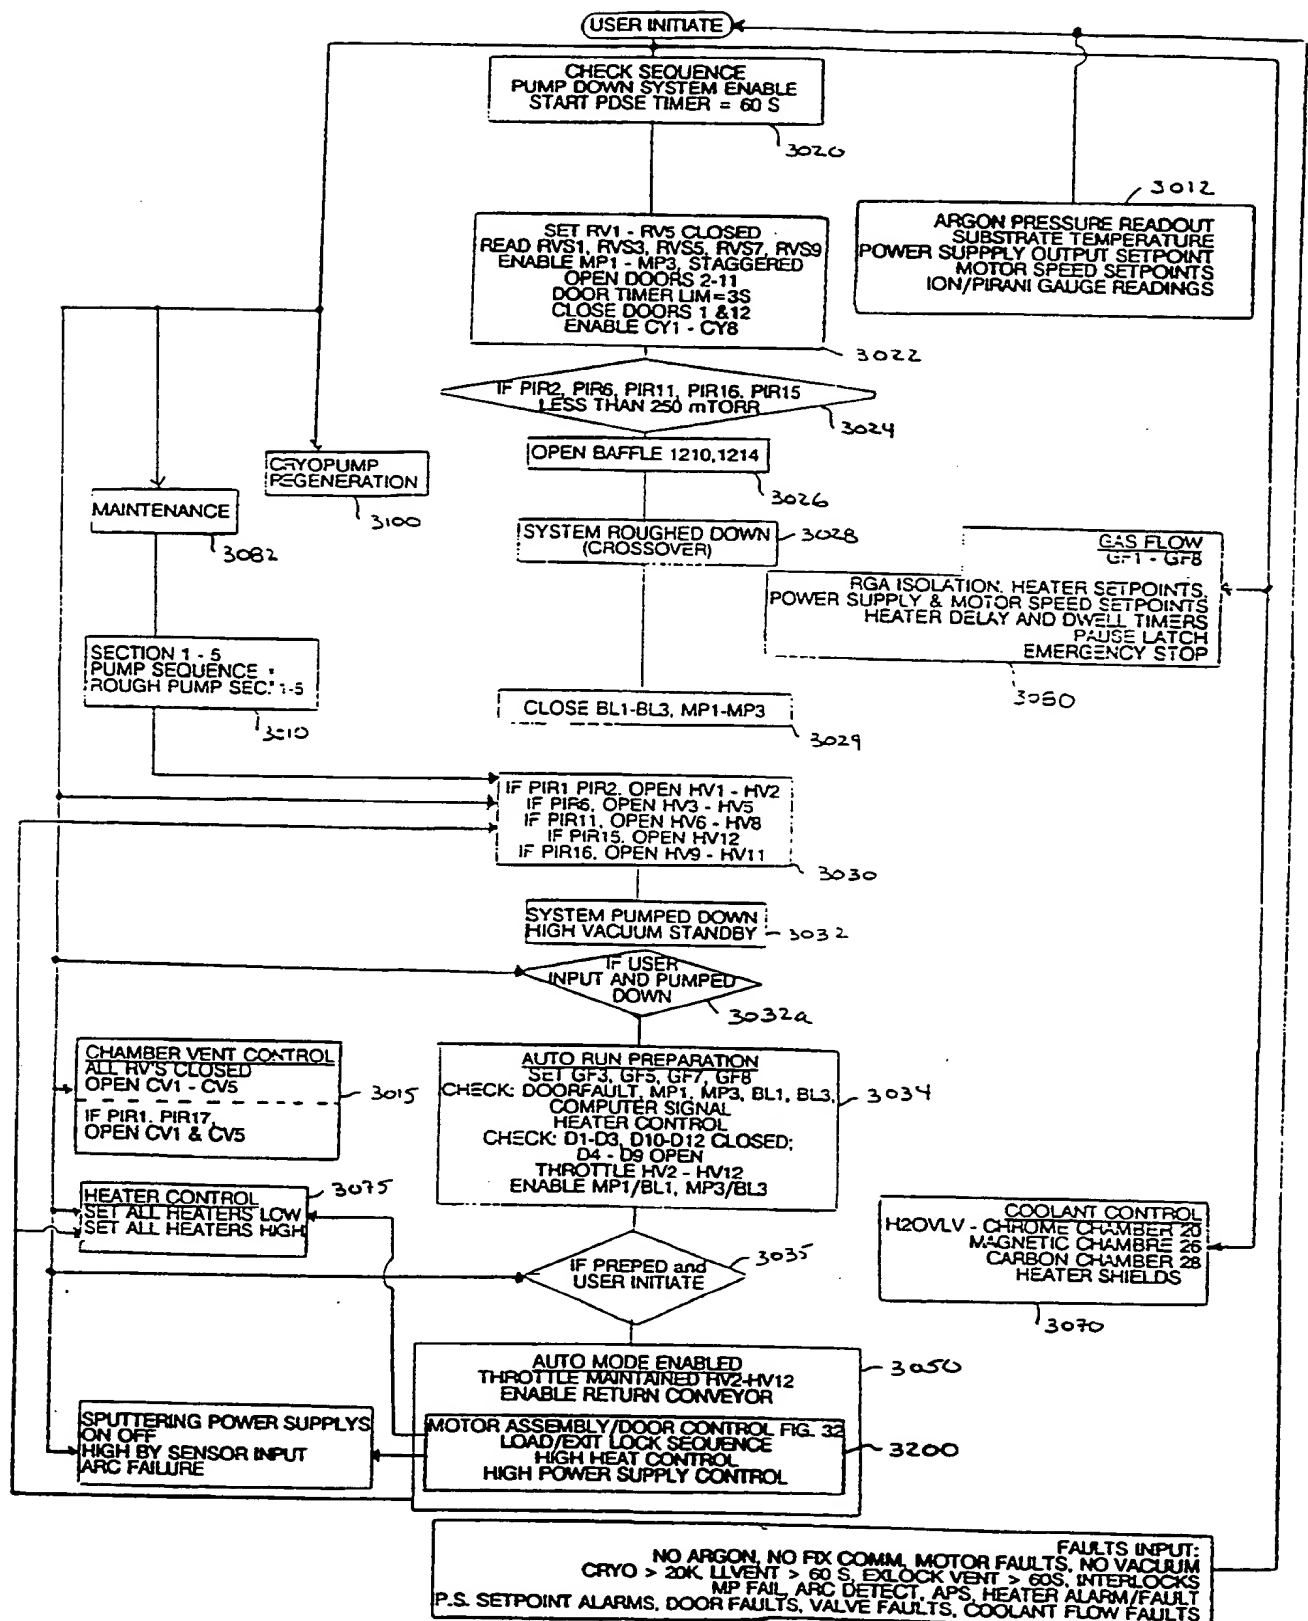 USER INITIATE
CHECK SEQUENCE
PUMP DOWN SYSTEM ENABLE
START PDSE TIMER = 60 S
3020
3012
ARGON PRESSURE READOUT
SUBSTRATE TEMPERATURE
POWER SUPPPLY OUTPUT SETPOINT
MOTOR SPEED SETPOINTS
ION/PIRANI GAUGE READINGS
SET RV1 - RV5 CLOSED
READ RVS1, RVS3, RVS5, RVS7, RVS9
ENABLE MP1 - MP3, STAGGERED
OPEN DOORS 2-11
DOOR TIMER LIM=3S
CLOSE DOORS 1 &12
ENABLE CY1 - CY8
3022
IF PIR2, PIR6, PIR11, PIR16, PIR15
LESS THAN 250 mTORR
3024
OPEN BAFFLE 1210,1214
3026
CRYOPUMP
REGENERATION
3100
MAINTENANCE
3082
SYSTEM ROUGHED DOWN
(CROSSOVER)
3028
GAS FLOW
GF1 - GF8
RGA ISOLATION, HEATER SETPOINTS,
POWER SUPPLY & MOTOR SPEED SETPOINTS
HEATER DELAY AND DWELL TIMERS
PAUSE LATCH
EMERGENCY STOP
3080
SECTION 1 - 5
PUMP SEQUENCE
ROUGH PUMP SEC. 1-5
3010
CLOSE BL1-BL3, MP1-MP3
3029
IF PIR1 PIR2, OPEN HV1 - HV2
IF PIR6, OPEN HV3 - HV5
IF PIR11, OPEN HV6 - HV8
IF PIR15, OPEN HV12
IF PIR16, OPEN HV9 - HV11
3030
SYSTEM PUMPED DOWN
HIGH VACUUM STANDBY
3032
IF USER
INPUT AND PUMPED
DOWN
3032a
CHAMBER VENT CONTROL
ALL RV'S CLOSED
OPEN CV1 - CV5
IF PIR1, PIR17,
OPEN CV1 & CV5
3015
AUTO RUN PREPARATION
SET GF3, GF5, GF7, GF8
CHECK: DOORFAULT, MP1, MP3, BL1, BL3,
COMPUTER SIGNAL
HEATER CONTROL
CHECK: D1-D3, D10-D12 CLOSED;
D4 - D9 OPEN
THROTTLE HV2 - HV12
ENABLE MP1/BL1, MP3/BL3
3034
3075
HEATER CONTROL
SET ALL HEATERS LOW
SET ALL HEATERS HIGH
COOLANT CONTROL
H2OVLV - CHROME CHAMBER 20
MAGNETIC CHAMBRE 26
CARBON CHAMBER 28
HEATER SHIELDS
3070
IF PREPED and
USER INITIATE
3035
AUTO MODE ENABLED
THROTTLE MAINTAINED HV2-HV12
ENABLE RETURN CONVEYOR
3050
MOTOR ASSEMBLY/DOOR CONTROL FIG. 32
LOAD/EXIT LOCK SEQUENCE
HIGH HEAT CONTROL
HIGH POWER SUPPLY CONTROL
3200
SPUTTERING POWER SUPPLYS
ON OFF
HIGH BY SENSOR INPUT
ARC FAILURE
FAULTS INPUT:
NO ARGON, NO FIX COMM, MOTOR FAULTS, NO VACUUM
CRYO > 20K, LLVENT > 60 S, EXLOCK VENT > 60S, INTERLOCKS
MP FAIL, ARC DETECT, APS, HEATER ALARM/FAULT
P.S. SETPOINT ALARMS, DOOR FAULTS, VALVE FAULTS, COOLANT FLOW FAULTS